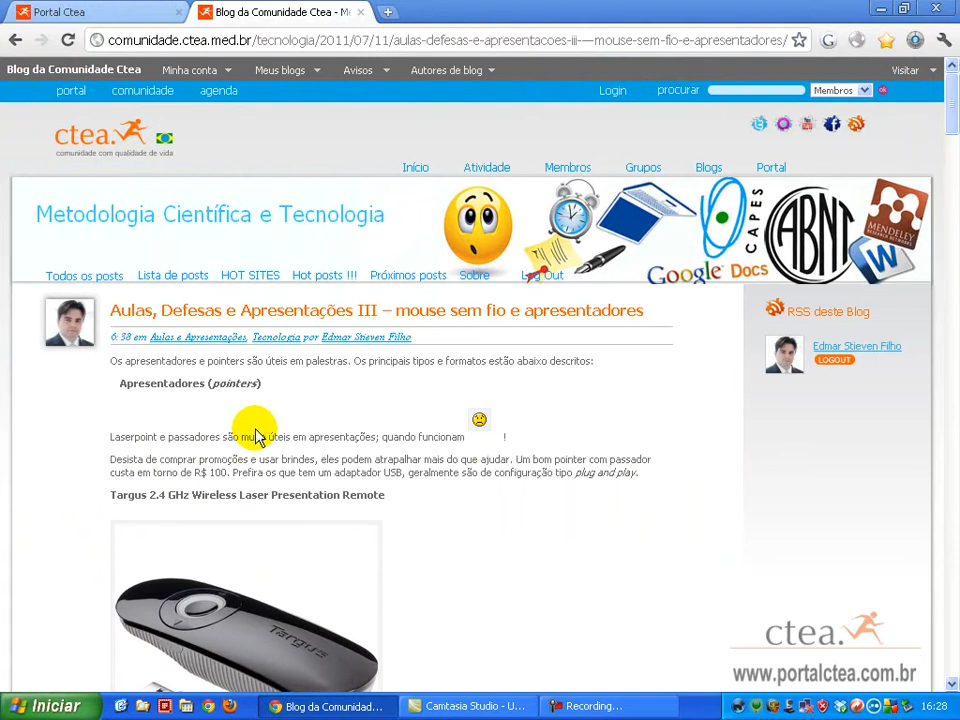 Portal Ctea
Blog da Comunidade Ctea - M
comunidade.ctea.med.br/tecnologia/2011/07/11/aulas-defesas-e-apresentacoes-iii-—mouse-sem-fio-e-apresentadores/
Blog da Comunidade Ctea Minha conta Meus blogs Avisos Autores de blog Visitar
portal comunidade agenda Login procurar Membros ok
ctea.
comunidade com qualidade de vida
Início Atividade Membros Grupos Blogs Portal
Metodologia Científica e Tecnologia
CAPES
ABNT
MENDELEY
Google Docs
W
Todos os posts Lista de posts HOT SITES Hot posts !!! Próximos posts Sobre Log Out
Aulas, Defesas e Apresentações III – mouse sem fio e apresentadores
6:38 em Aulas e Apresentações, Tecnologia por Edmar Stieven Filho
RSS deste Blog
Edmar Stieven Filho
LOGOUT
Os apresentadores e pointers são úteis em palestras. Os principais tipos e formatos estão abaixo descritos:
Apresentadores (pointers)
Laserpoint e passadores são muito úteis em apresentações; quando funcionam !
Desista de comprar promoções e usar brindes, eles podem atrapalhar mais do que ajudar. Um bom pointer com passador
custa em torno de R$ 100. Prefira os que tem um adaptador USB, geralmente são de configuração tipo plug and play.
Targus 2.4 GHz Wireless Laser Presentation Remote
Targus
ctea.
www.portalctea.com.br
Iniciar Blog da Comunidad... Camtasia Studio - U... Recording... 16:28